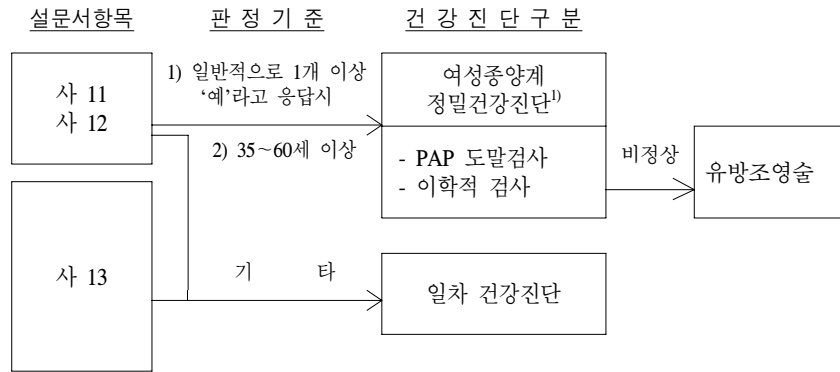 설문서항목 판 정 기 준 건 강 진 단 구 분
사 11
사 12
1) 일반적으로 1개 이상
‘예’라고 응답시
2) 35~60세 이상
여성종양계
정밀건강진단1)
- PAP 도말검사
- 이학적 검사
비정상
유방조영술
사 13
기 타
일차 건강진단